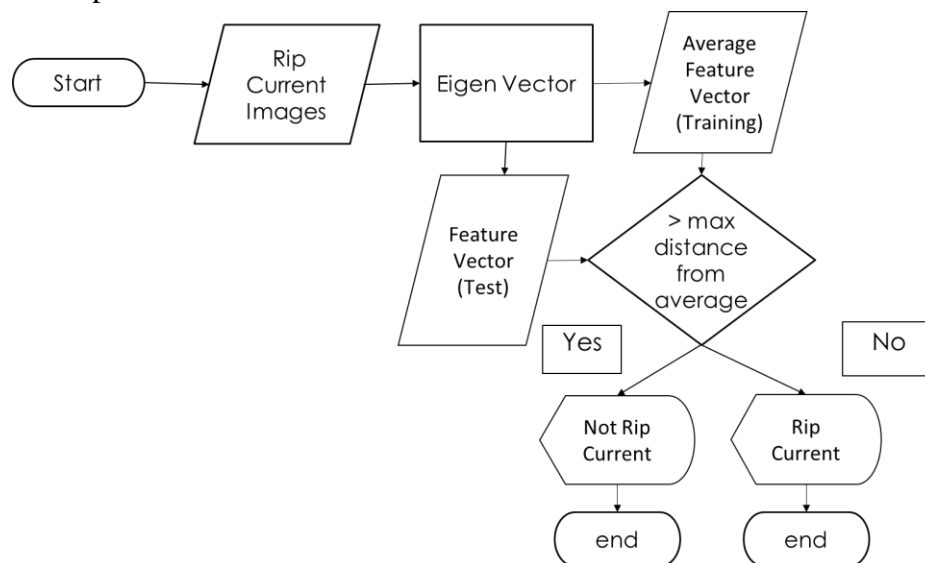 Start
Rip
Current
Images
Eigen Vector
Average
Feature
Vector
(Training)
Feature
Vector
(Test)
> max
distance
from
average
Yes
No
Not Rip
Current
Rip
Current
end
end